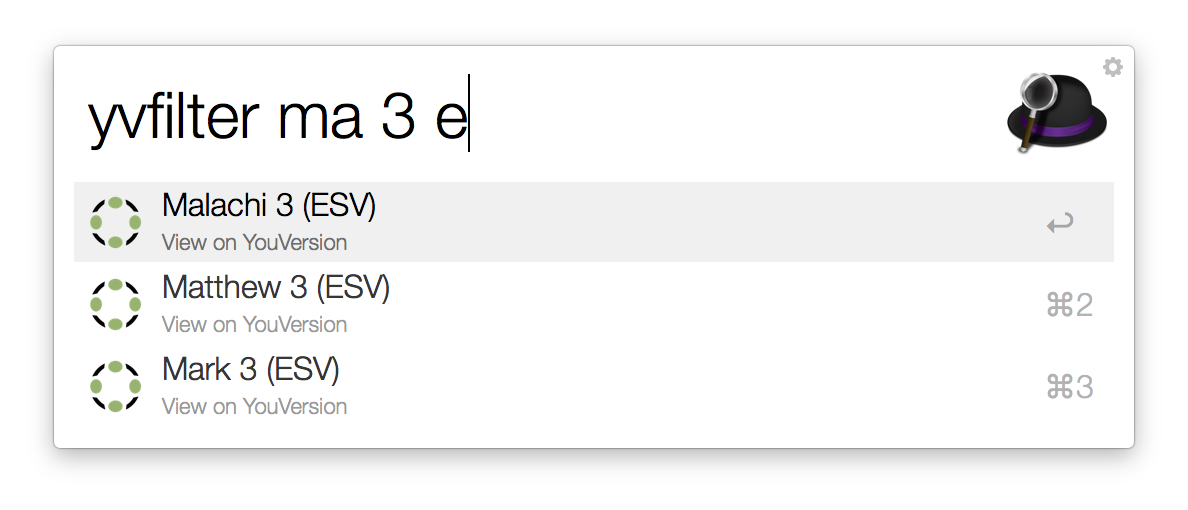 yvfilter ma 3 e
Malachi 3 (ESV)
View on YouVersion
Matthew 3 (ESV)
View on YouVersion
⌘2
Mark 3 (ESV)
View on YouVersion
⌘3